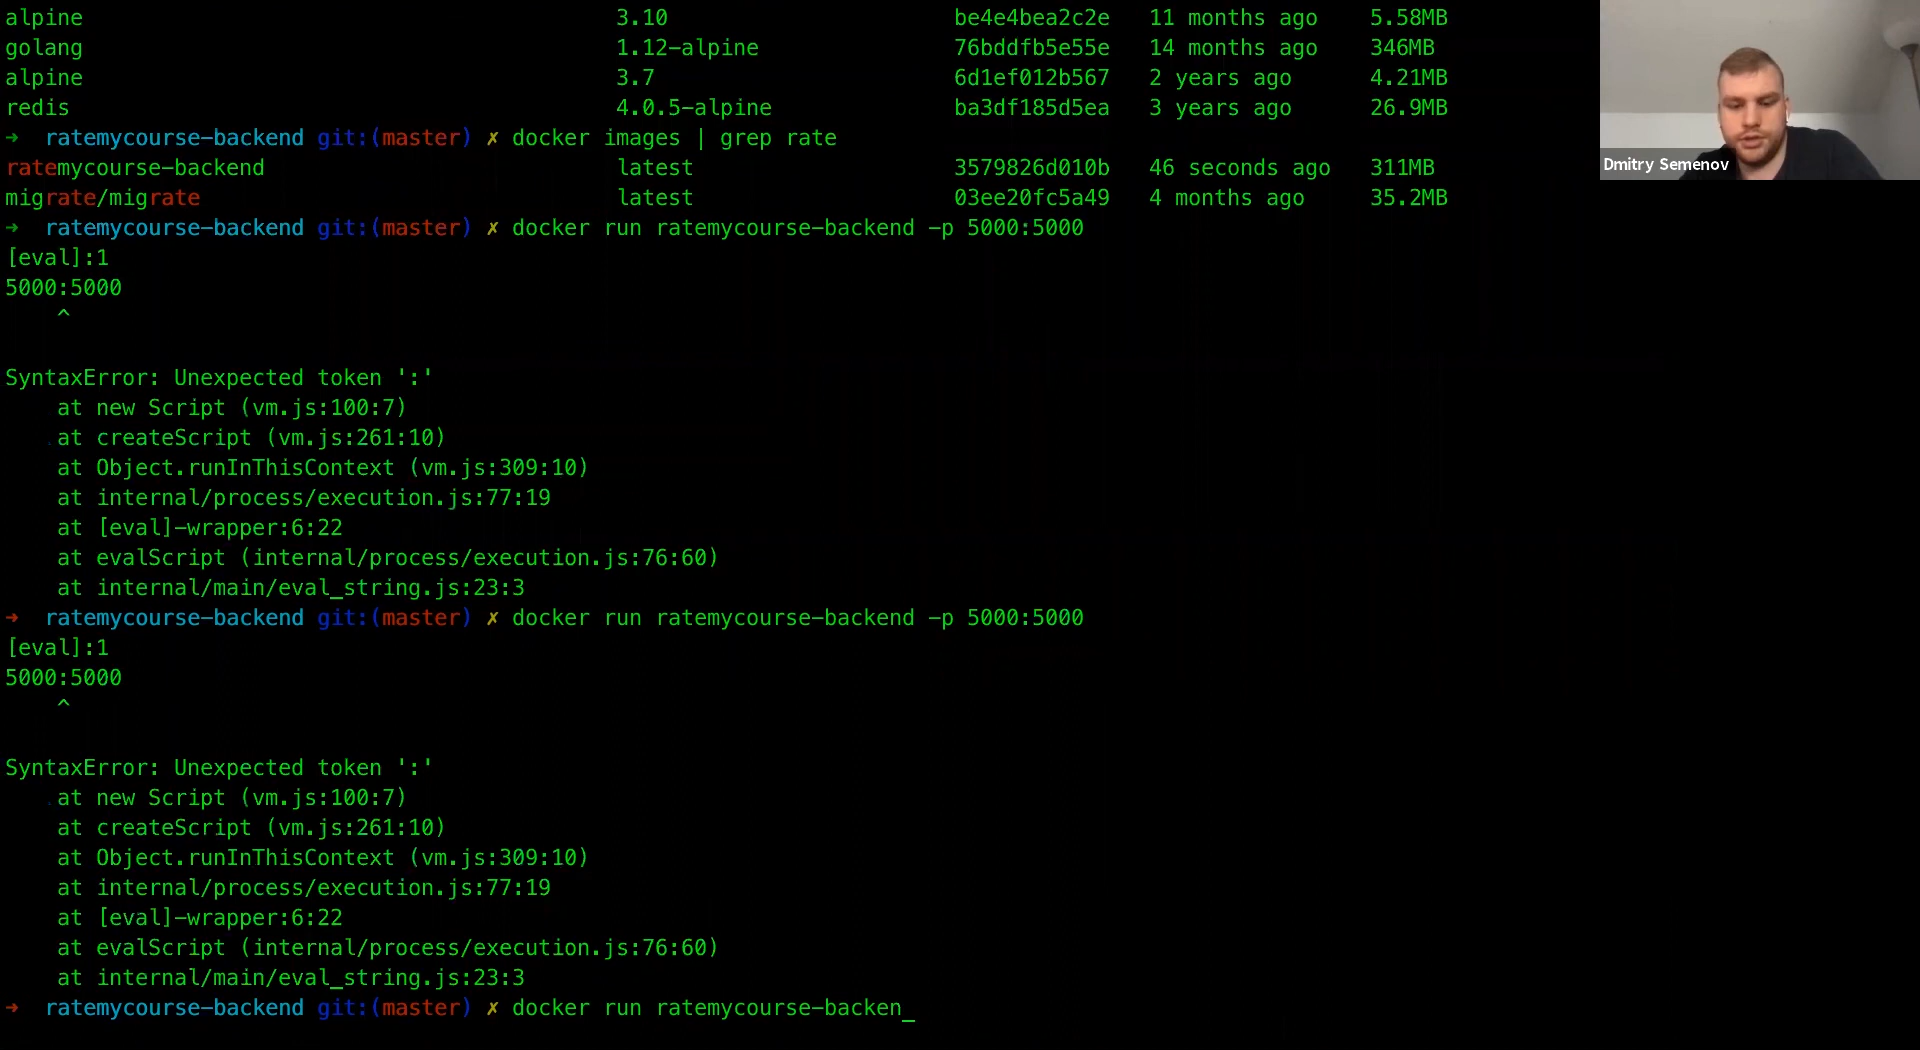 alpine 3.10 be4e4bea2c2e 11 months ago 5.58MB
golang 1.12-alpine 76bddfb5e55e 14 months ago 346MB
alpine 3.7 6d1ef012b567 2 years ago 4.21MB
redis 4.0.5-alpine ba3df185d5ea 3 years ago 26.9MB
➜ ratemycourse-backend git:(master) ✗ docker images | grep rate
ratemycourse-backend latest 3579826d010b 46 seconds ago 311MB
migrate/migrate latest 03ee20fc5a49 4 months ago 35.2MB
➜ ratemycourse-backend git:(master) ✗ docker run ratemycourse-backend -p 5000:5000
[eval]:1
5000:5000
^
SyntaxError: Unexpected token ':'
at new Script (vm.js:100:7)
at createScript (vm.js:261:10)
at Object.runInThisContext (vm.js:309:10)
at internal/process/execution.js:77:19
at [eval]-wrapper:6:22
at evalScript (internal/process/execution.js:76:60)
at internal/main/eval_string.js:23:3
➜ ratemycourse-backend git:(master) ✗ docker run ratemycourse-backend -p 5000:5000
[eval]:1
5000:5000
^
SyntaxError: Unexpected token ':'
at new Script (vm.js:100:7)
at createScript (vm.js:261:10)
at Object.runInThisContext (vm.js:309:10)
at internal/process/execution.js:77:19
at [eval]-wrapper:6:22
at evalScript (internal/process/execution.js:76:60)
at internal/main/eval_string.js:23:3
➜ ratemycourse-backend git:(master) ✗ docker run ratemycourse-backen_
Dmitry Semenov